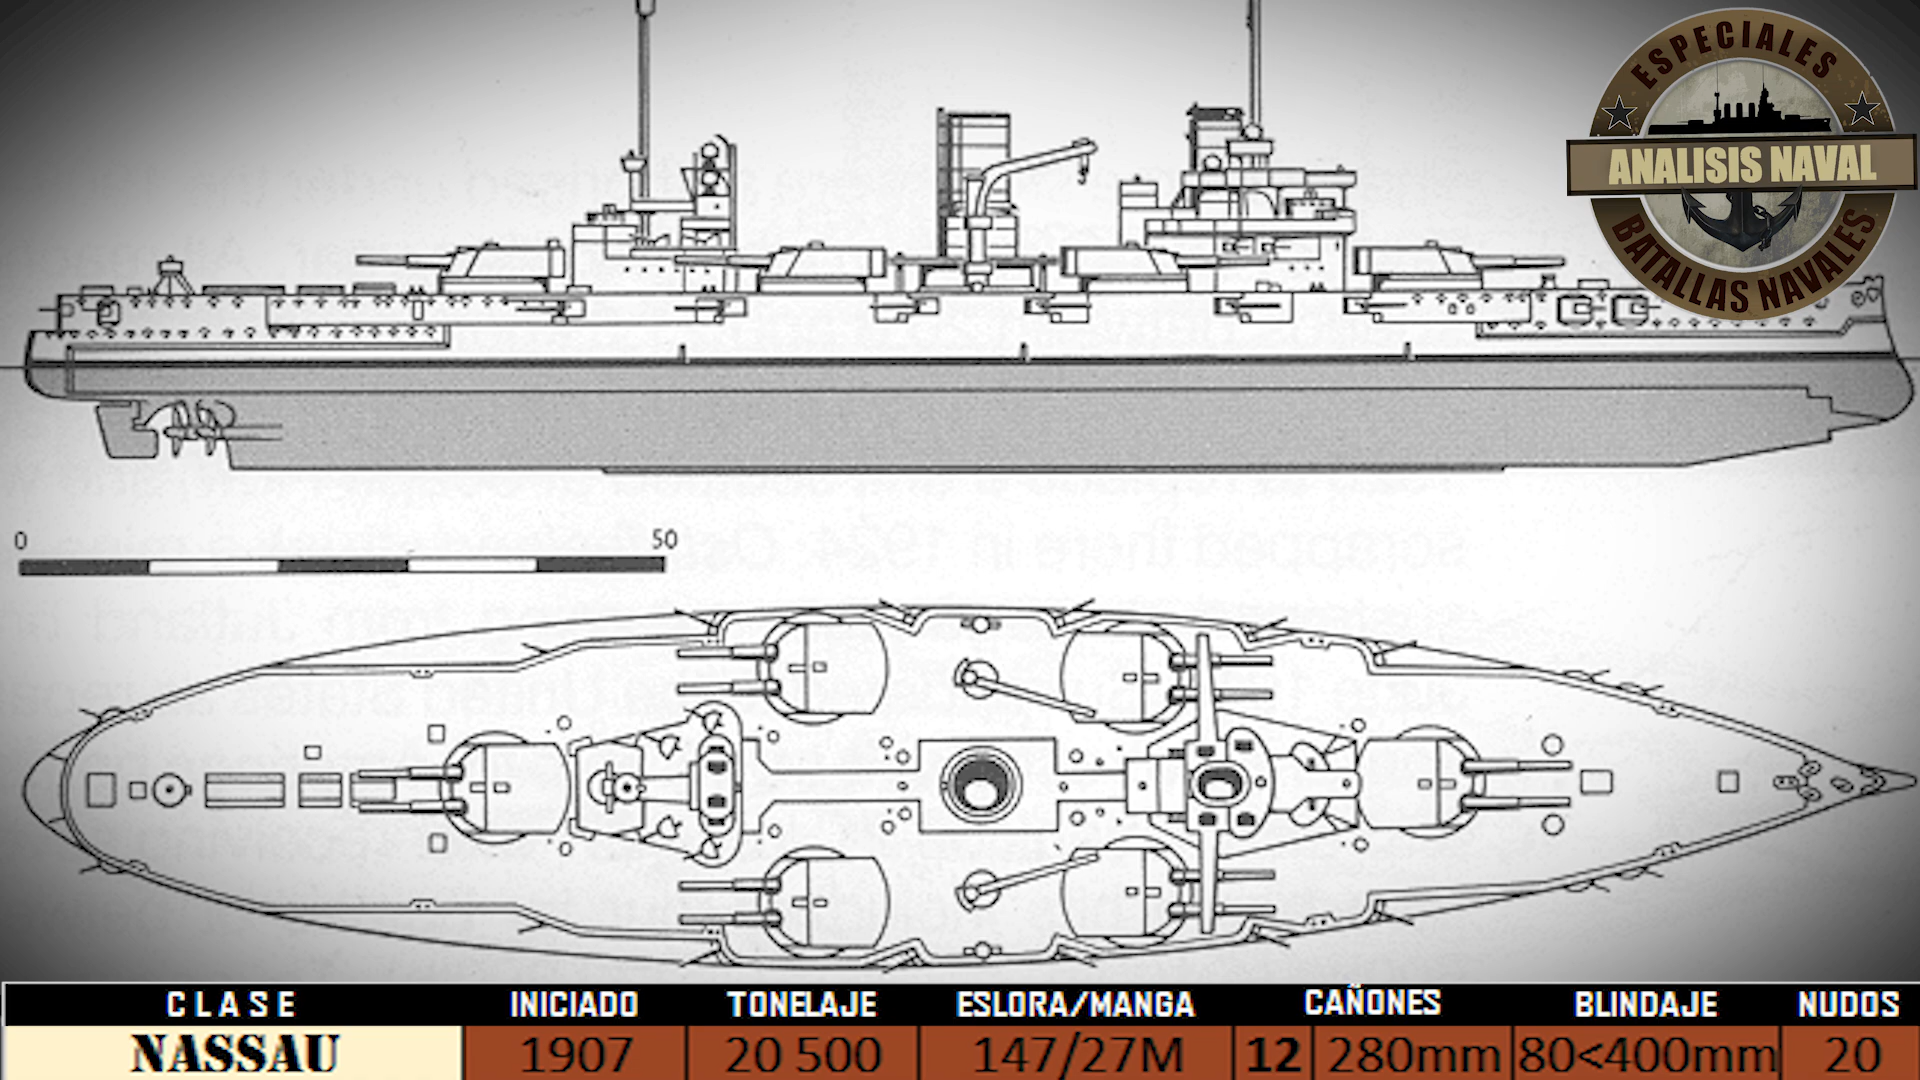 ESPECIALES
ANALISIS NAVAL
BATALLAS NAVALES
0 50
CLASE INICIADO TONELAJE ESLORA/MANGA CAÑONES BLINDAJE NUDOS
NASSAU 1907 20 500 147/27M 12 280mm 80<400mm 20